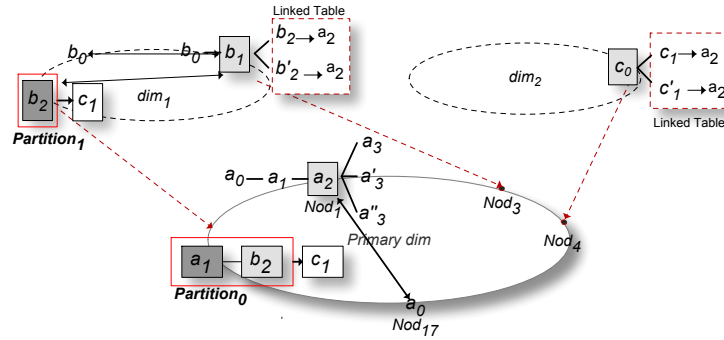 Linked Table
b2 → a2
b'2 → a2
b0
b0
b1
dim1
b2
c1
Partition1
dim2
c0
c1 → a2
c'1 → a2
Linked Table
a3
a0 — a1 — a2
a'3
Nod1
a"3
Nod3
Nod4
Primary dim
a1
b2
c1
Partition0
a0
Nod17